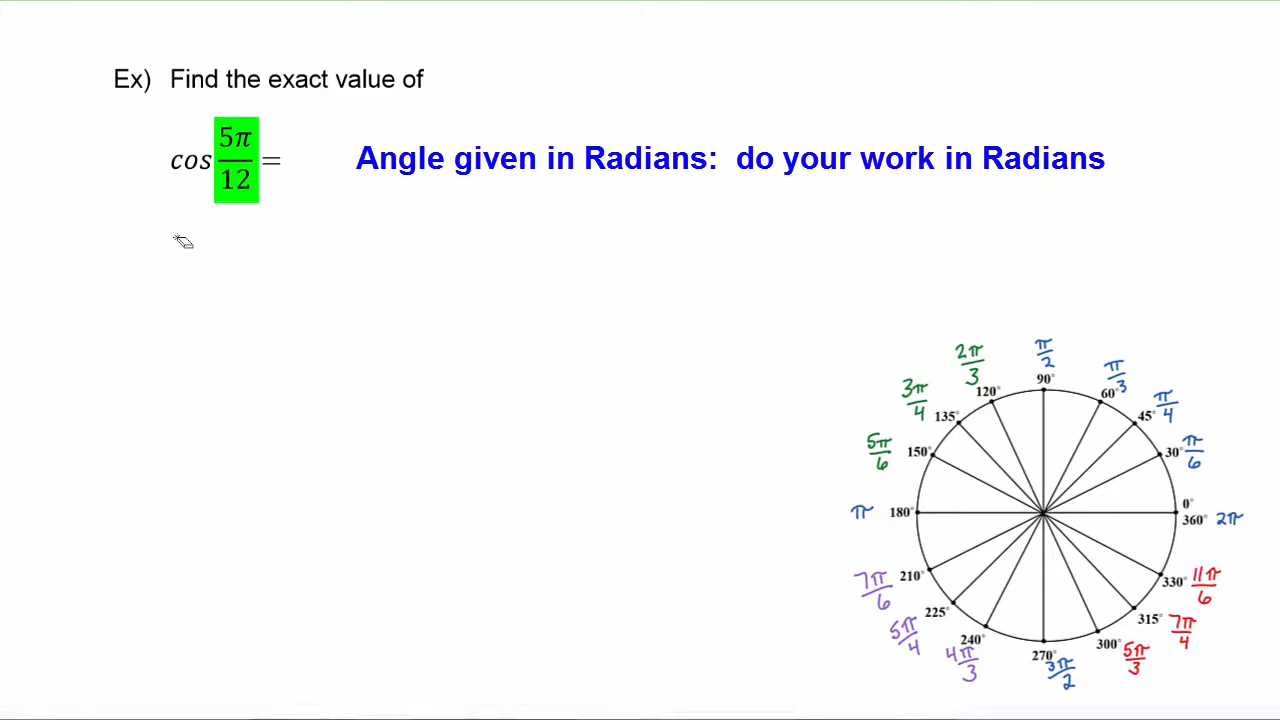 Ex) Find the exact value of
cos 5π/12 =
Angle given in Radians: do your work in Radians
π/2
2π/3
90°
π/3
120°
60°
3π/4
135°
45°
π/4
5π/6
150°
30°
π/6
0°
π
180°
360°
2π
7π/6
210°
330°
11π/6
5π/4
225°
315°
7π/4
4π/3
240°
270°
3π/2
300°
5π/3